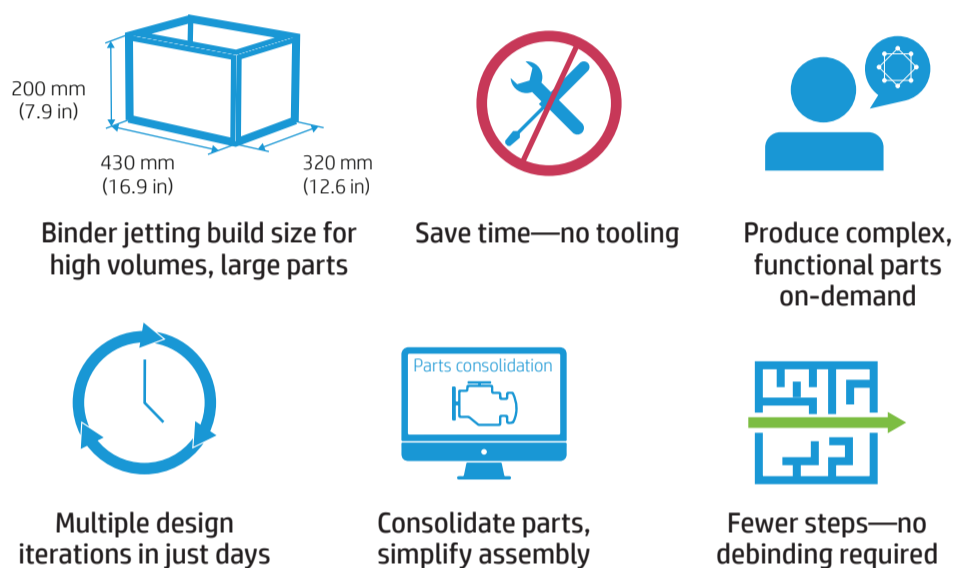 200 mm
(7.9 in)
430 mm
(16.9 in)
320 mm
(12.6 in)
Binder jetting build size for
high volumes, large parts
Save time—no tooling
Produce complex,
functional parts
on-demand
Multiple design
iterations in just days
Parts consolidation
Consolidate parts,
simplify assembly
Fewer steps—no
debinding required